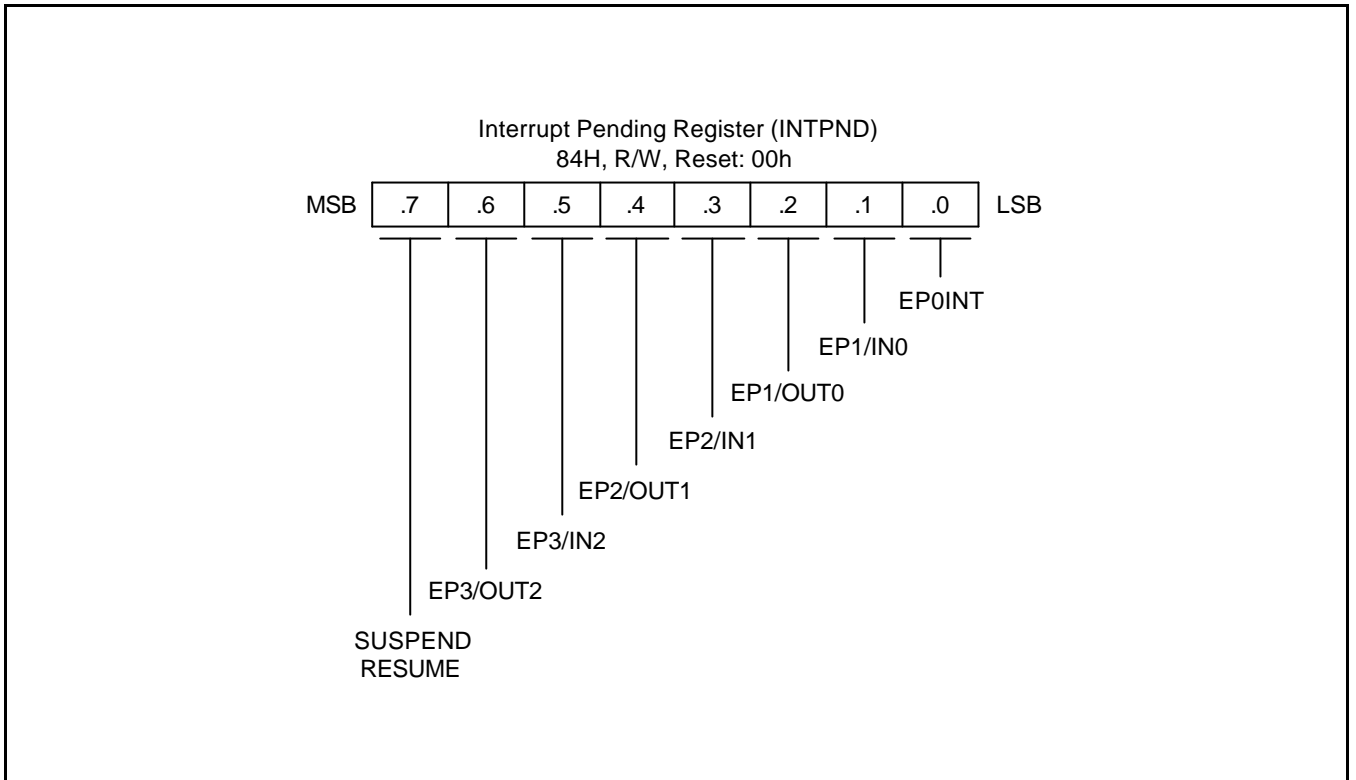 Interrupt Pending Register (INTPND)
84H, R/W, Reset: 00h
MSB .7 .6 .5 .4 .3 .2 .1 .0 LSB
EP0INT
EP1/IN0
EP1/OUT0
EP2/IN1
EP2/OUT1
EP3/IN2
EP3/OUT2
SUSPEND
RESUME